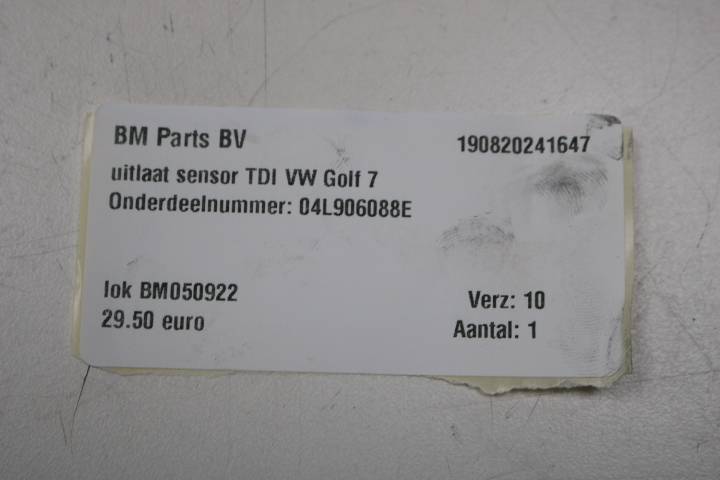 BM Parts BV 190820241647
uitlaat sensor TDI VW Golf 7
Onderdeelnummer: 04L906088E
lok BM050922 Verz: 10
29.50 euro Aantal: 1